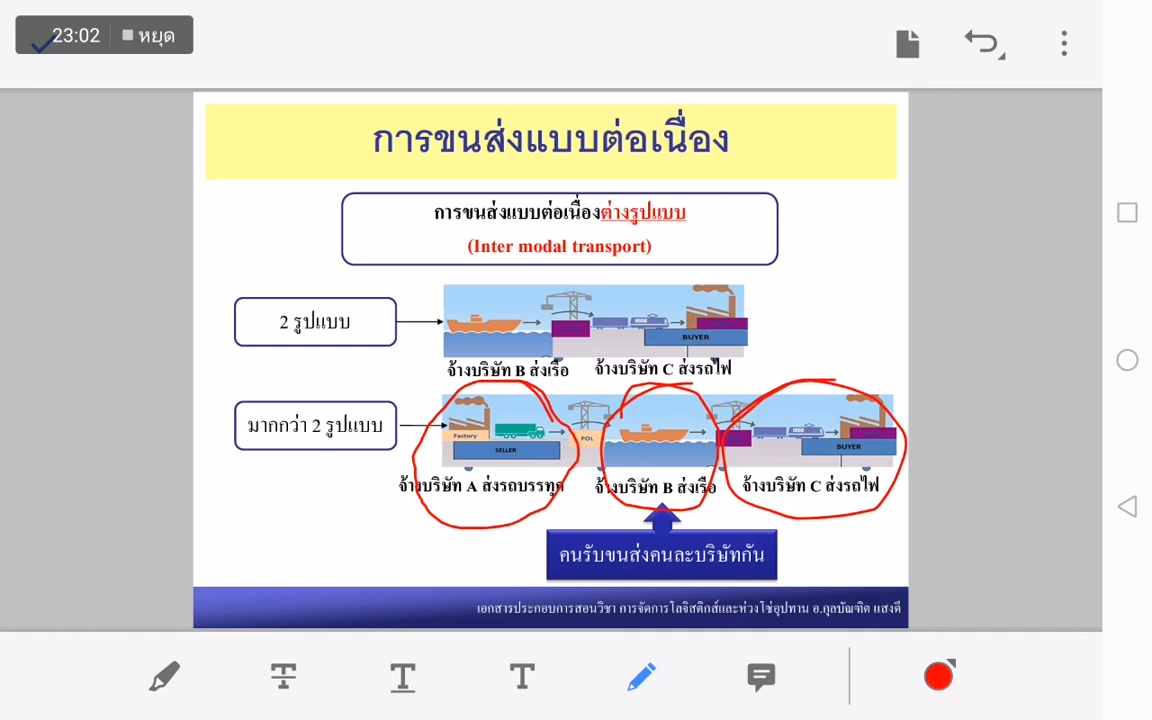 23:02 หยุด
การขนส่งแบบต่อเนื่อง
การขนส่งแบบต่อเนื่องต่างรูปแบบ
(Inter modal transport)
2 รูปแบบ
BUYER
จ้างบริษัท B ส่งเรือ จ้างบริษัท C ส่งรถไฟ
มากกว่า 2 รูปแบบ
Factory
POL
SELLER
BUYER
จ้างบริษัท A ส่งรถบรรทุก จ้างบริษัท B ส่งเรือ จ้างบริษัท C ส่งรถไฟ
คนรับขนส่งคนละบริษัทกัน
เอกสารประกอบการสอนวิชา การจัดการโลจิสติกส์และห่วงโซ่อุปทาน อ.กุลบัณฑิต แสงดี
T T T